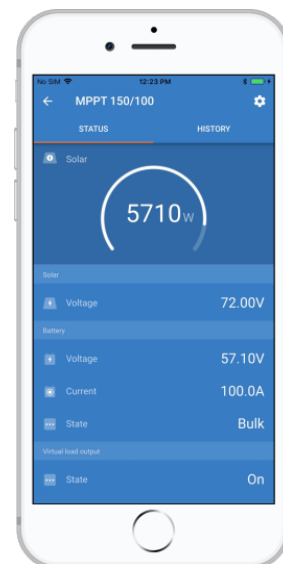 No SIM 12:23 PM
MPPT 150/100
STATUS HISTORY
Solar
5710W
Solar
Voltage 72.00V
Battery
Voltage 57.10V
Current 100.0A
State Bulk
Virtual load output
State On